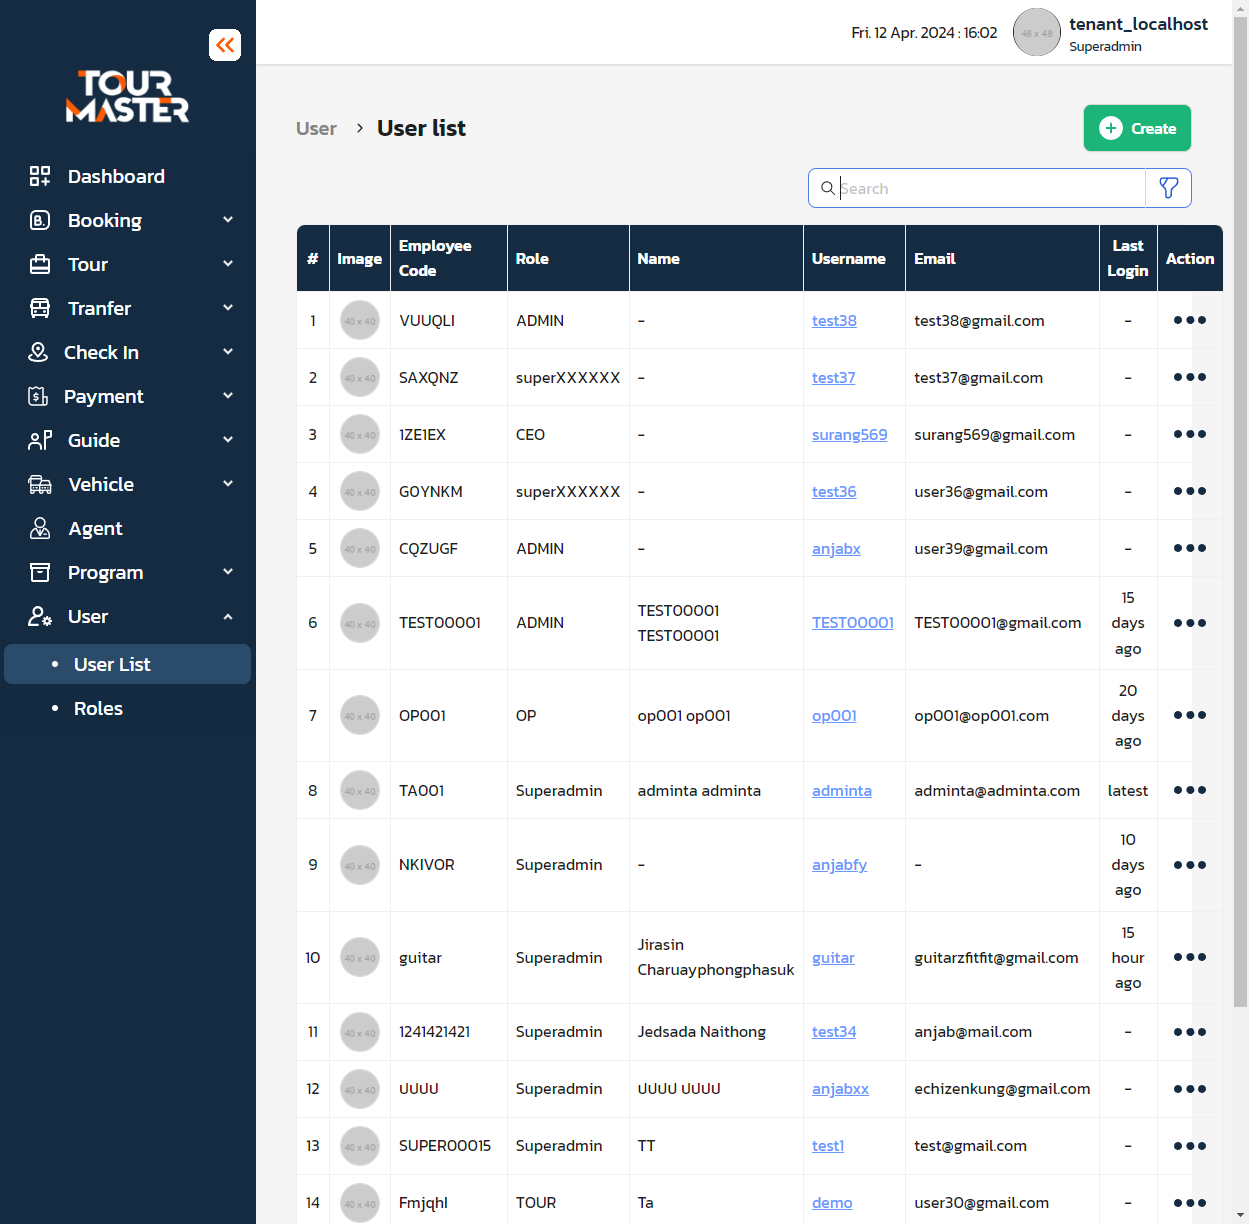 Fri. 12 Apr. 2024 : 16:02
48 x 48
tenant_localhost
Superadmin
TOUR
MASTER
Dashboard
Booking
Tour
Tranfer
Check In
Payment
Guide
Vehicle
Agent
Program
User
User List
Roles
User > User list
Create
Search
# Image Employee Code Role Name Username Email Last Login Action
1 40 x 40 VUUQLI ADMIN - test38 test38@gmail.com -
2 40 x 40 SAXQNZ superXXXXXX - test37 test37@gmail.com -
3 40 x 40 1ZE1EX CEO - surang569 surang569@gmail.com -
4 40 x 40 GOYNKM superXXXXXX - test36 user36@gmail.com -
5 40 x 40 CQZUGF ADMIN - anjabx user39@gmail.com -
6 40 x 40 TEST00001 ADMIN TEST00001 TEST00001 TEST00001 TEST00001@gmail.com 15 days ago
7 40 x 40 OP001 OP op001 op001 op001 op001@op001.com 20 days ago
8 40 x 40 TA001 Superadmin adminta adminta adminta adminta@adminta.com latest
9 40 x 40 NKIVOR Superadmin - anjabfy - 10 days ago
10 40 x 40 guitar Superadmin Jirasin Charuayphongphasuk guitar guitarzfitfit@gmail.com 15 hour ago
11 40 x 40 1241421421 Superadmin Jedsada Naithong test34 anjab@mail.com -
12 40 x 40 UUUU Superadmin UUUU UUUU anjabxx echizenkung@gmail.com -
13 40 x 40 SUPER00015 Superadmin TT test1 test@gmail.com -
14 40 x 40 FmjqhI TOUR Ta demo user30@gmail.com -